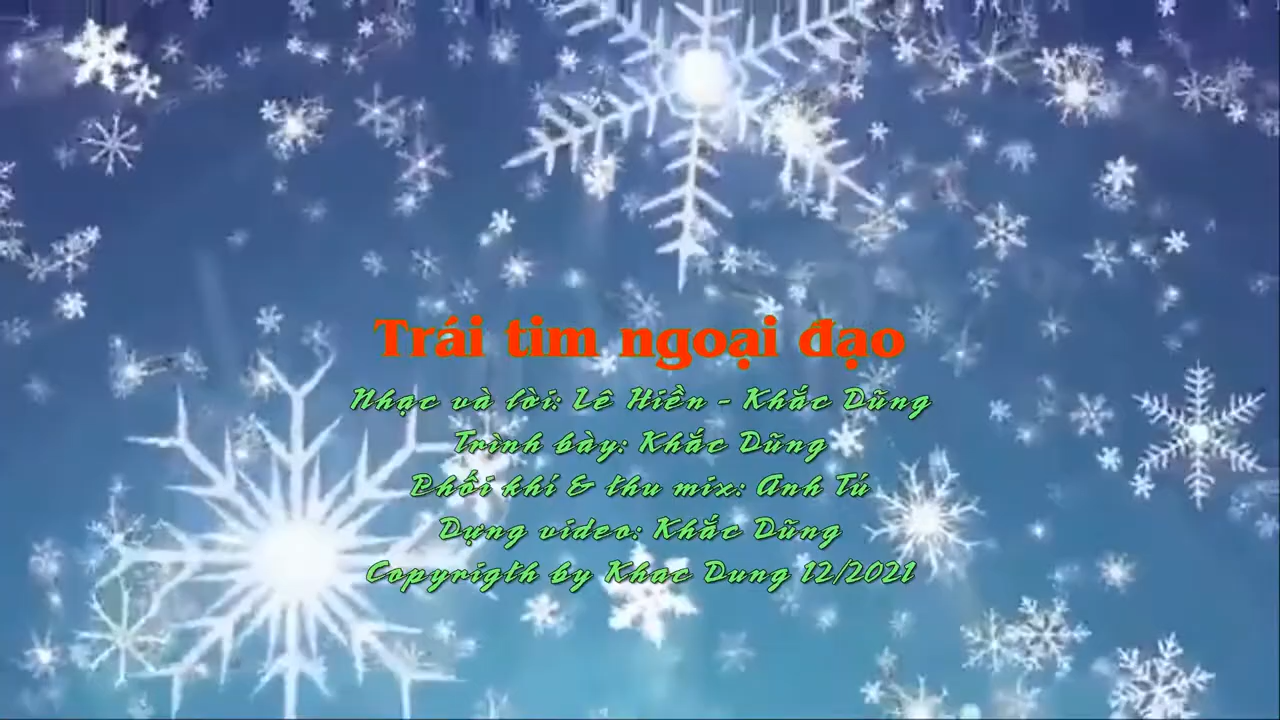 Trái tim ngoại đạo
Nhạc và lời: Lê Hiền - Khắc Dũng
Trình bày: Khắc Dũng
Phối khí & thu mix: Anh Tú
Dựng video: Khắc Dũng
Copyrigth by Khac Dung 12/2021